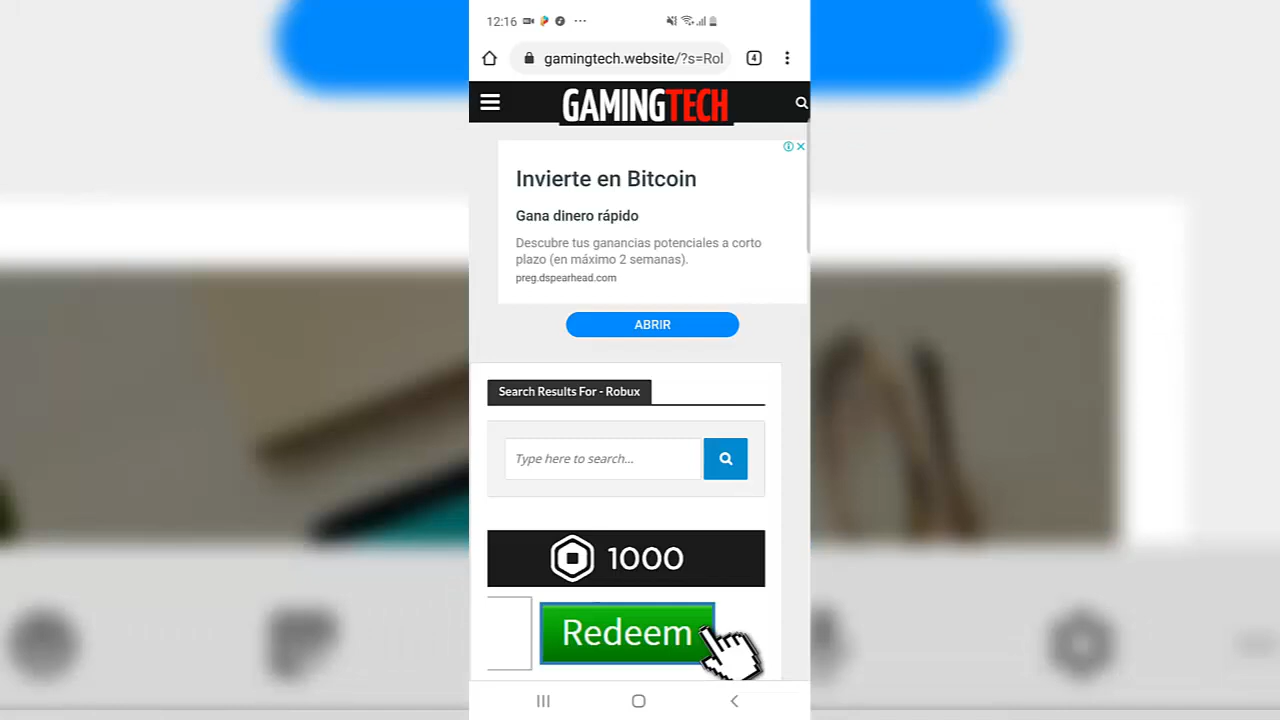 12:16
gamingtech.website/?s=Rol
4
GAMINGTECH
Invierte en Bitcoin
Gana dinero rápido
Descubre tus ganancias potenciales a corto
plazo (en máximo 2 semanas).
preg.dspearhead.com
ABRIR
Search Results For - Robux
Type here to search...
1000
Redeem